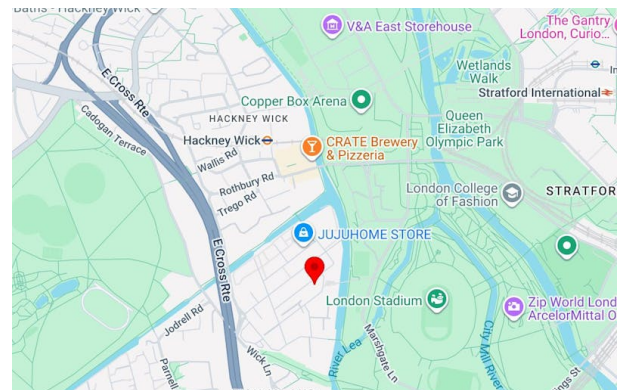 Baths - Hackney Wick
V&A East Storehouse
The Gantry
London, Curio...
E Cross Rte
Wetlands
Walk
Stratford International
Cadogan Terrace
Copper Box Arena
HACKNEY WICK
Queen
Elizabeth
Olympic Park
Hackney Wick
CRATE Brewery
& Pizzeria
Wallis Rd
Rothbury Rd
Trego Rd
London College
of Fashion
STRATFOR
JUJUHOME STORE
E Cross Rte
London Stadium
Zip World Lond
ArcelorMittal O
Jodrell Rd
Wick Ln
River Lea
Marshgate Ln
City Mill River
Parnell
ngs St